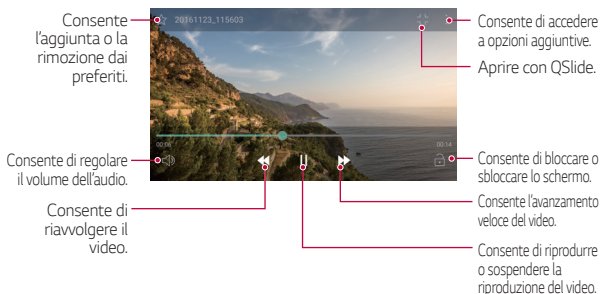 Consente
l'aggiunta o la
rimozione dai
preferiti.
20161123_115603
Consente di accedere
a opzioni aggiuntive.
Aprire con QSlide.
00:06
00:14
Consente di regolare
il volume dell'audio.
Consente di
riavvolgere il
video.
Consente di bloccare o
sbloccare lo schermo.
Consente l'avanzamento
veloce del video.
Consente di riprodurre
o sospendere la
riproduzione del video.